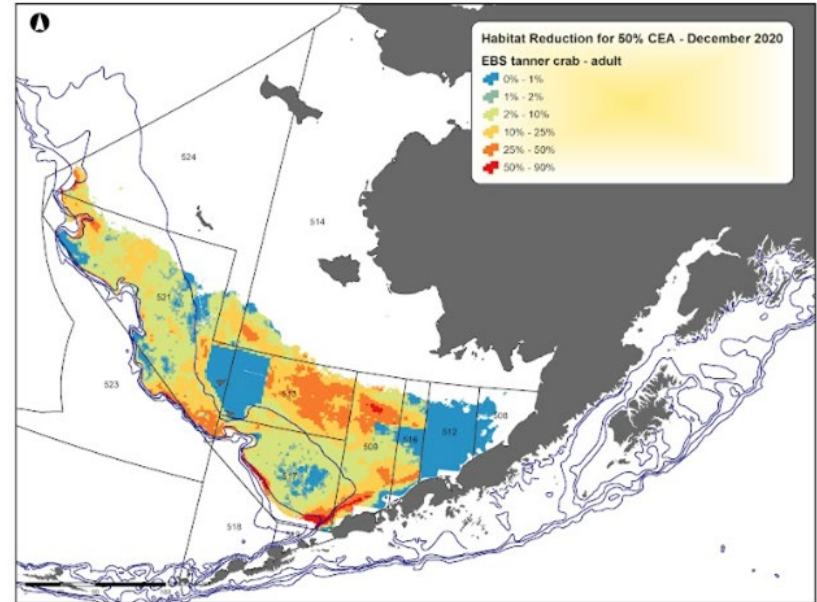 Habitat Reduction for 50% CEA - December 2020
EBS tanner crab - adult
0% - 1%
1% - 2%
2% - 10%
10% - 25%
25% - 50%
50% - 90%
524
514
521
523
513
508
516
512
509
517
518